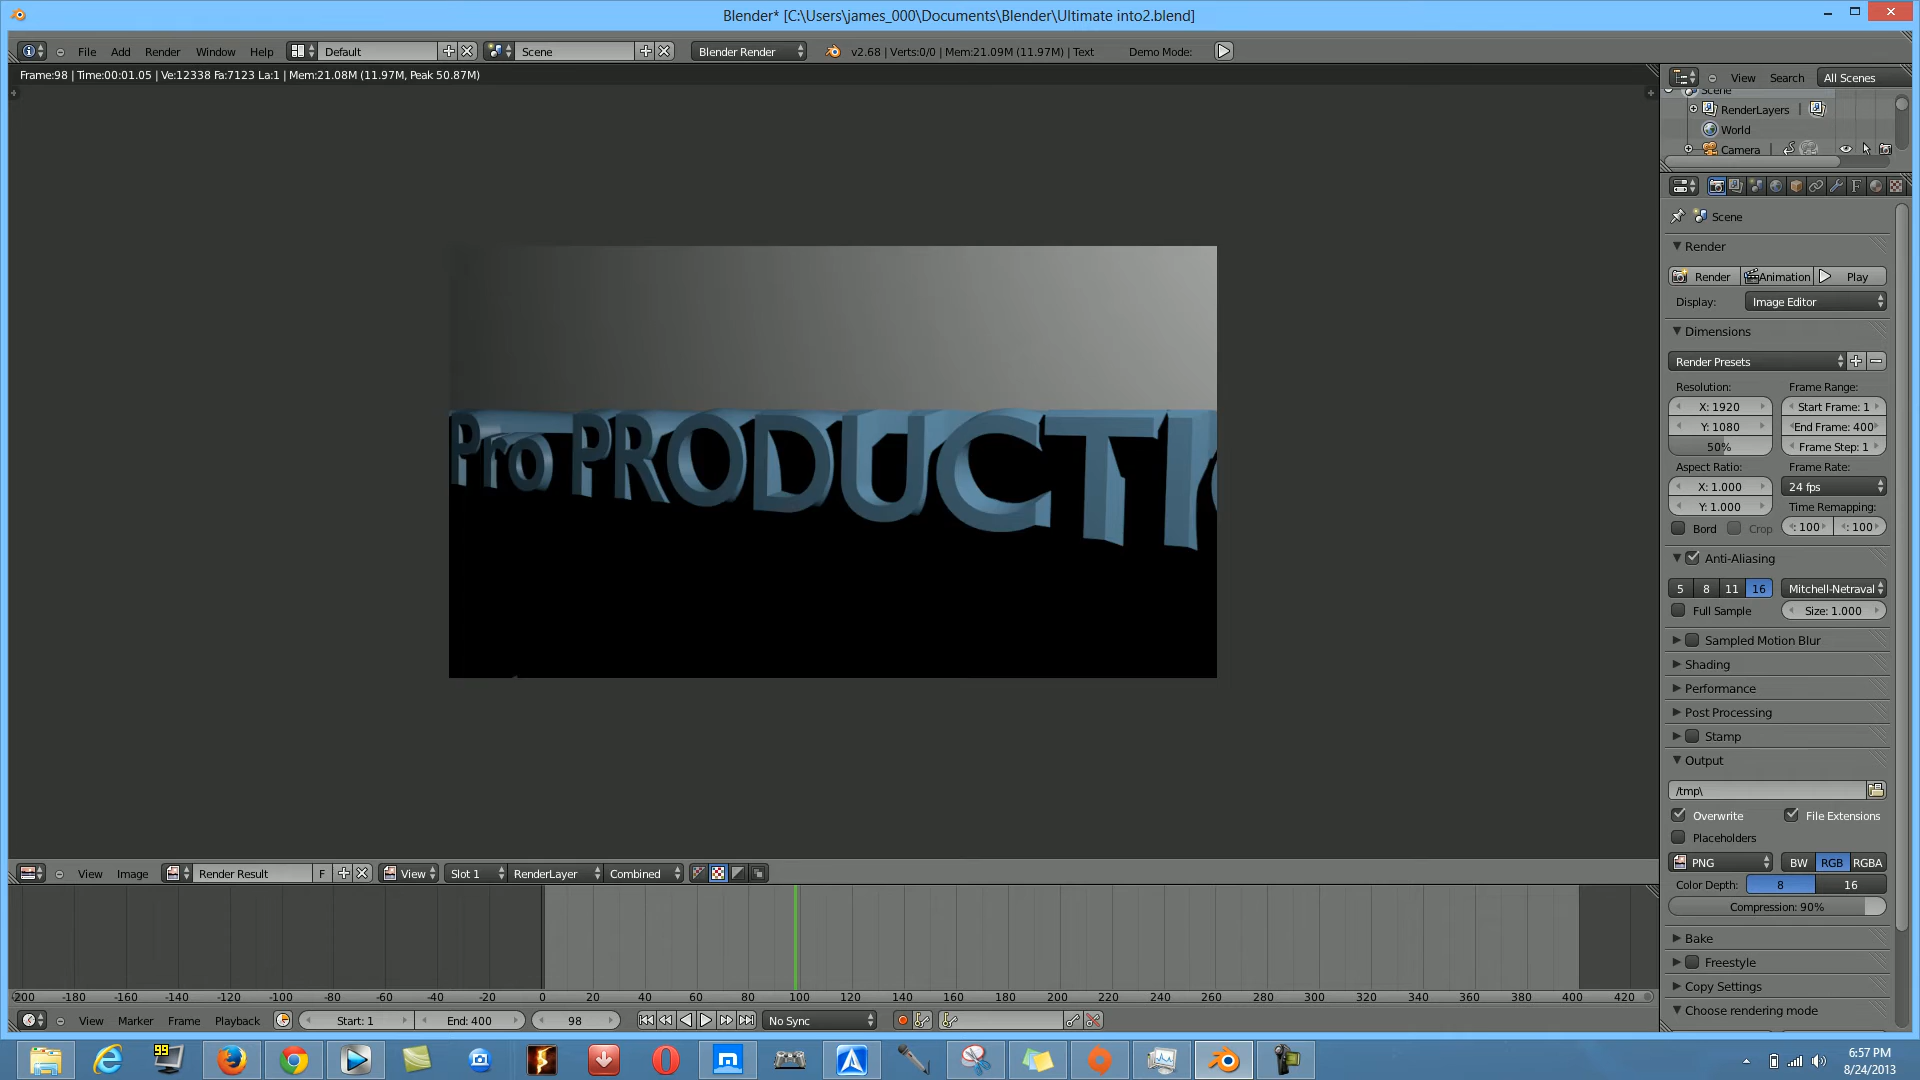 Blender* [C:\Users\james_000\Documents\Blender\Ultimate into2.blend]
File Add Render Window Help Default Scene Blender Render v2.68 | Verts:0/0 | Mem:21.09M (11.97M) | Text Demo Mode:
Frame:98 | Time:00:01.05 | Ve:12338 Fa:7123 La:1 | Mem:21.08M (11.97M, Peak 50.87M)
View Search All Scenes
Scene
RenderLayers
World
Camera
Scene
Render
Render Animation Play
Display: Image Editor
Dimensions
Render Presets
Resolution: Frame Range:
X: 1920 Start Frame: 1
Y: 1080 End Frame: 400
50% Frame Step: 1
Aspect Ratio: Frame Rate:
X: 1.000 24 fps
Y: 1.000 Time Remapping:
Bord Crop : 100 : 100
Anti-Aliasing
5 8 11 16 Mitchell-Netraval
Full Sample Size: 1.000
Sampled Motion Blur
Shading
Performance
Post Processing
Stamp
Output
/tmp\
Overwrite File Extensions
Placeholders
PNG BW RGB RGBA
Color Depth: 8 16
Compression: 90%
Bake
Freestyle
Copy Settings
Choose rendering mode
Pro PRODUCTI
View Image Render Result F View Slot 1 RenderLayer Combined
-200 -180 -160 -140 -120 -100 -80 -60 -40 -20 0 20 40 60 80 100 120 140 160 180 200 220 240 260 280 300 320 340 360 380 400 420
View Marker Frame Playback Start: 1 End: 400 98 No Sync
99
6:57 PM
8/24/2013